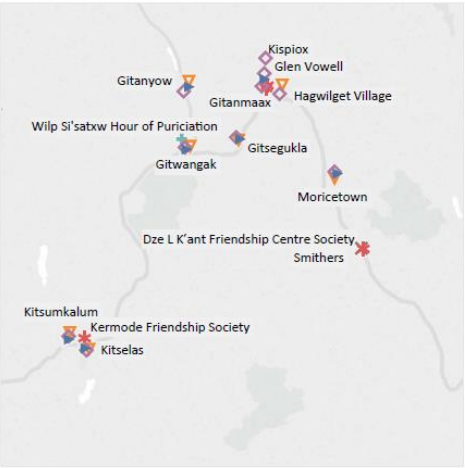 Kispiox
Glen Vowell
Gitanyow
Hagwilget Village
Gitanmaax
Wilp Si'satxw Hour of Puriciation
Gitsegukla
Gitwangak
Moricetown
Dze L K'ant Friendship Centre Society
Smithers
Kitsumkalum
Kermode Friendship Society
Kitselas